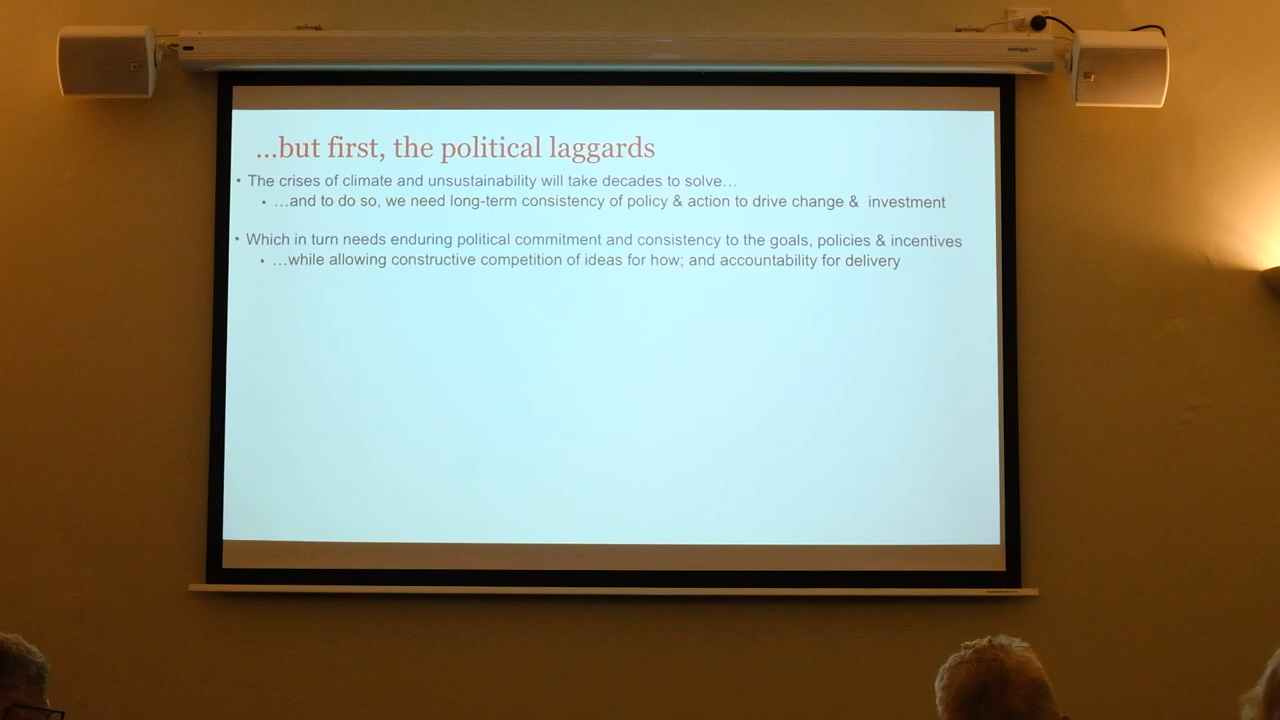 ...but first, the political laggards
• The crises of climate and unsustainability will take decades to solve…
• …and to do so, we need long-term consistency of policy & action to drive change &  investment
• Which in turn needs enduring political commitment and consistency to the goals, policies & incentives
• …while allowing constructive competition of ideas for how; and accountability for delivery